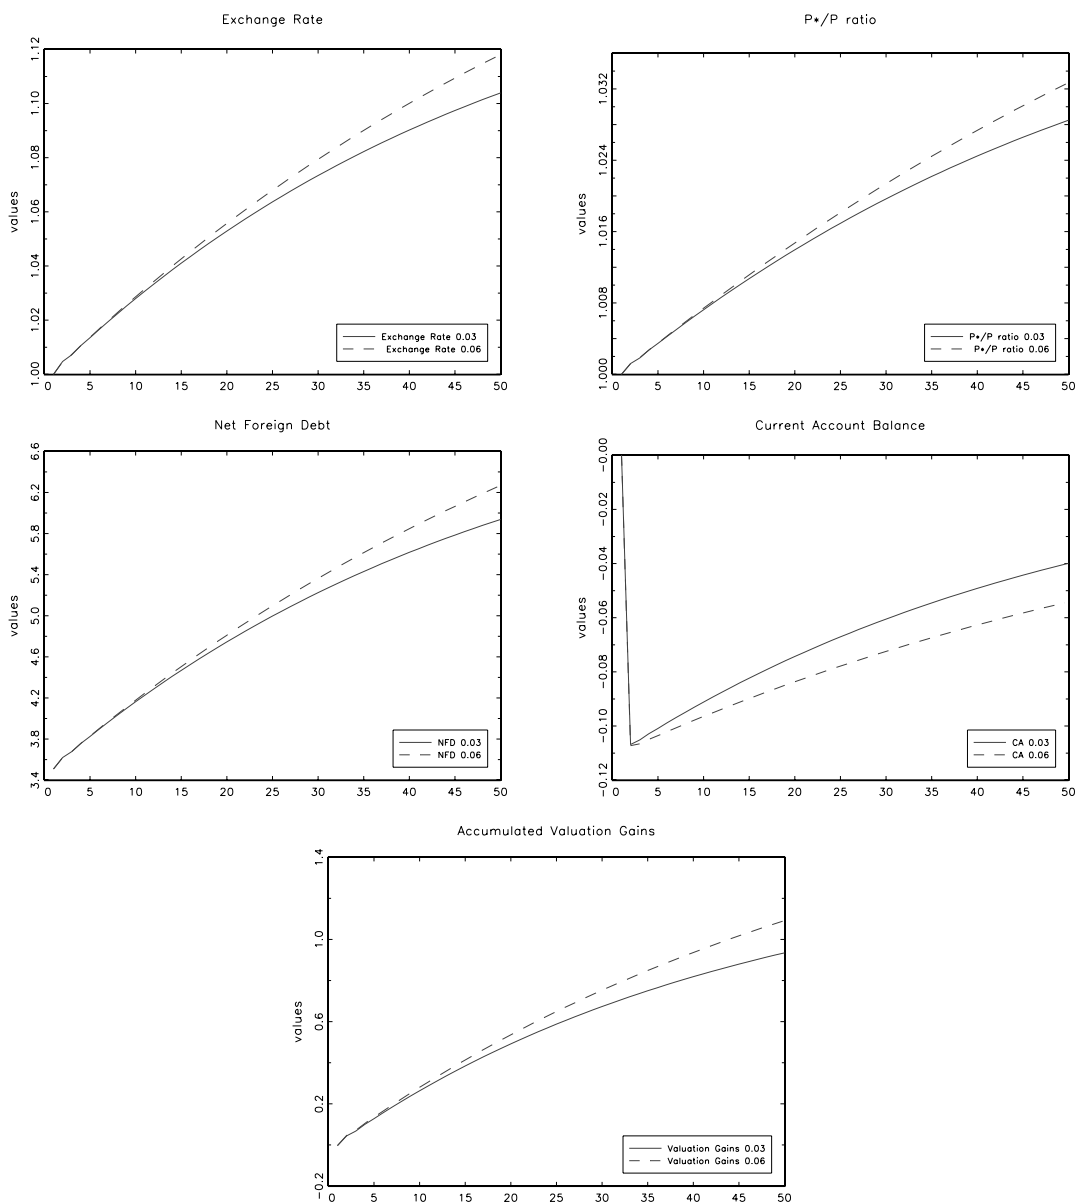 Exchange Rate
values
1.00 1.02 1.04 1.06 1.08 1.10 1.12
Exchange Rate 0.03
Exchange Rate 0.06
0 5 10 15 20 25 30 35 40 45 50
P*/P ratio
values
1.000 1.008 1.016 1.024 1.032
P*/P ratio 0.03
P*/P ratio 0.06
0 5 10 15 20 25 30 35 40 45 50
Net Foreign Debt
values
3.4 3.8 4.2 4.6 5.0 5.4 5.8 6.2 6.6
NFD 0.03
NFD 0.06
0 5 10 15 20 25 30 35 40 45 50
Current Account Balance
values
-0.12 -0.10 -0.08 -0.06 -0.04 -0.02 -0.00
CA 0.03
CA 0.06
0 5 10 15 20 25 30 35 40 45 50
Accumulated Valuation Gains
values
-0.2 0.2 0.6 1.0 1.4
Valuation Gains 0.03
Valuation Gains 0.06
0 5 10 15 20 25 30 35 40 45 50